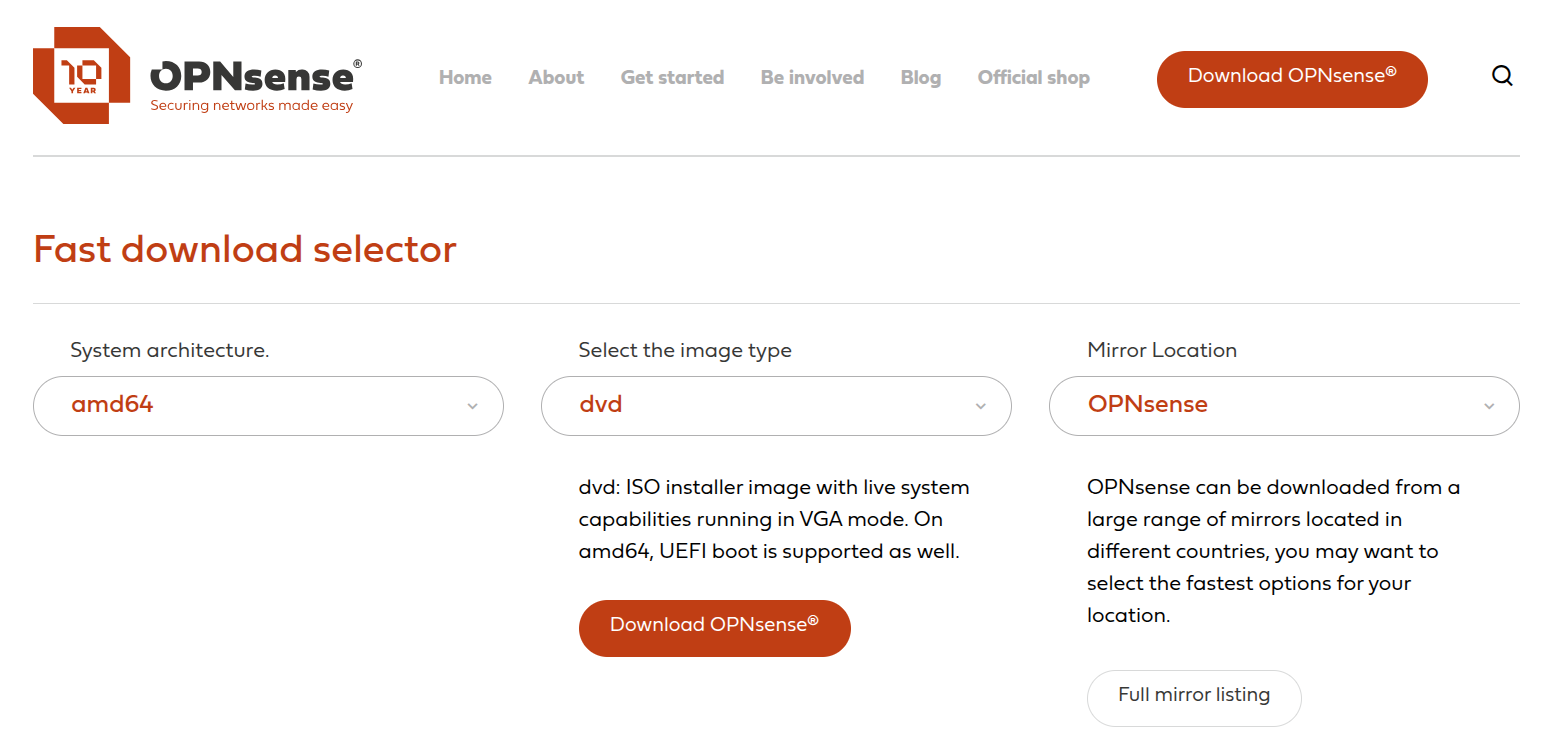 10
YEAR
OPNsense®
Securing networks made easy
Home About Get started Be involved Blog Official shop
Download OPNsense®
Fast download selector
System architecture.
amd64
Select the image type
dvd
dvd: ISO installer image with live system
capabilities running in VGA mode. On
amd64, UEFI boot is supported as well.
Download OPNsense®
Mirror Location
OPNsense
OPNsense can be downloaded from a
large range of mirrors located in
different countries, you may want to
select the fastest options for your
location.
Full mirror listing